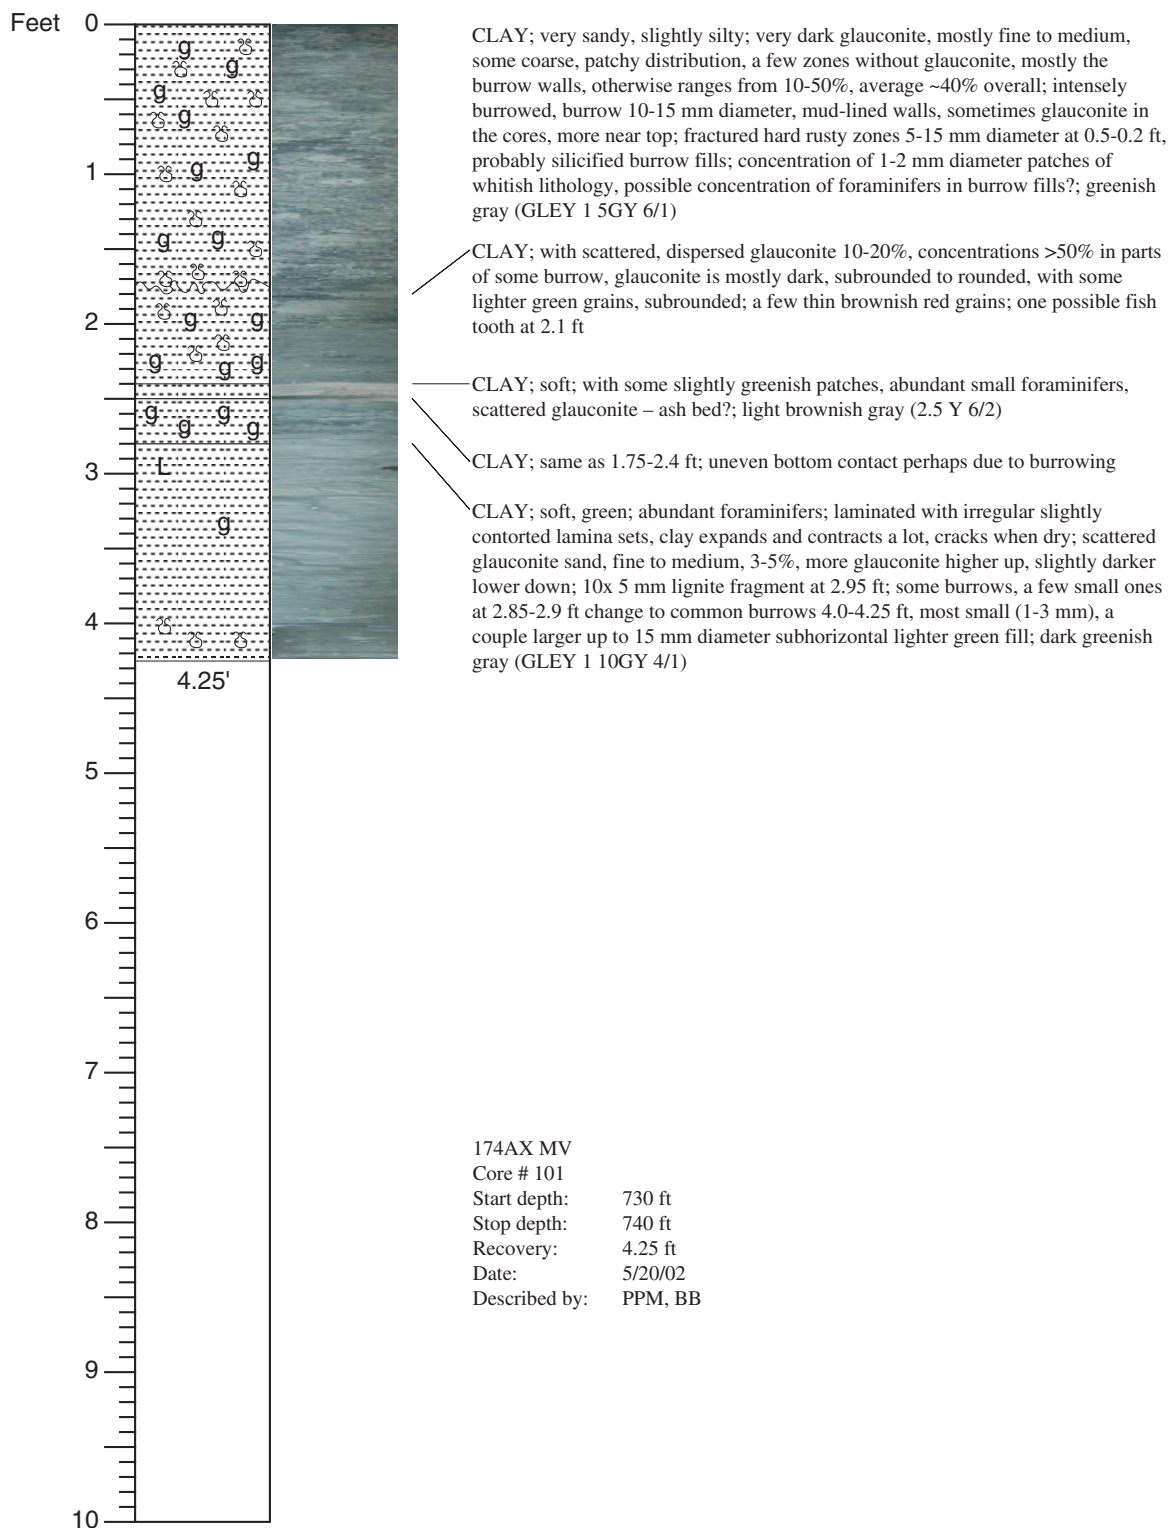 Feet 0
CLAY; very sandy, slightly silty; very dark glauconite, mostly fine to medium,
some coarse, patchy distribution, a few zones without glauconite, mostly the
burrow walls, otherwise ranges from 10-50%, average ~40% overall; intensely
burrowed, burrow 10-15 mm diameter, mud-lined walls, sometimes glauconite in
the cores, more near top; fractured hard rusty zones 5-15 mm diameter at 0.5-0.2 ft,
probably silicified burrow fills; concentration of 1-2 mm diameter patches of
whitish lithology, possible concentration of foraminifers in burrow fills?; greenish
gray (GLEY 1 5GY 6/1)
CLAY; with scattered, dispersed glauconite 10-20%, concentrations >50% in parts
of some burrow, glauconite is mostly dark, subrounded to rounded, with some
lighter green grains, subrounded; a few thin brownish red grains; one possible fish
tooth at 2.1 ft
CLAY; soft; with some slightly greenish patches, abundant small foraminifers,
scattered glauconite – ash bed?; light brownish gray (2.5 Y 6/2)
CLAY; same as 1.75-2.4 ft; uneven bottom contact perhaps due to burrowing
CLAY; soft, green; abundant foraminifers; laminated with irregular slightly
contorted lamina sets, clay expands and contracts a lot, cracks when dry; scattered
glauconite sand, fine to medium, 3-5%, more glauconite higher up, slightly darker
lower down; 10x 5 mm lignite fragment at 2.95 ft; some burrows, a few small ones
at 2.85-2.9 ft change to common burrows 4.0-4.25 ft, most small (1-3 mm), a
couple larger up to 15 mm diameter subhorizontal lighter green fill; dark greenish
gray (GLEY 1 10GY 4/1)
g
g
g
g
g
1
g
g
g
2
g
g
g
g
g
g
g
g
g
3
L
g
4
4.25'
5
6
7
8
9
10
174AX MV
Core # 101
Start depth: 730 ft
Stop depth: 740 ft
Recovery: 4.25 ft
Date: 5/20/02
Described by: PPM, BB